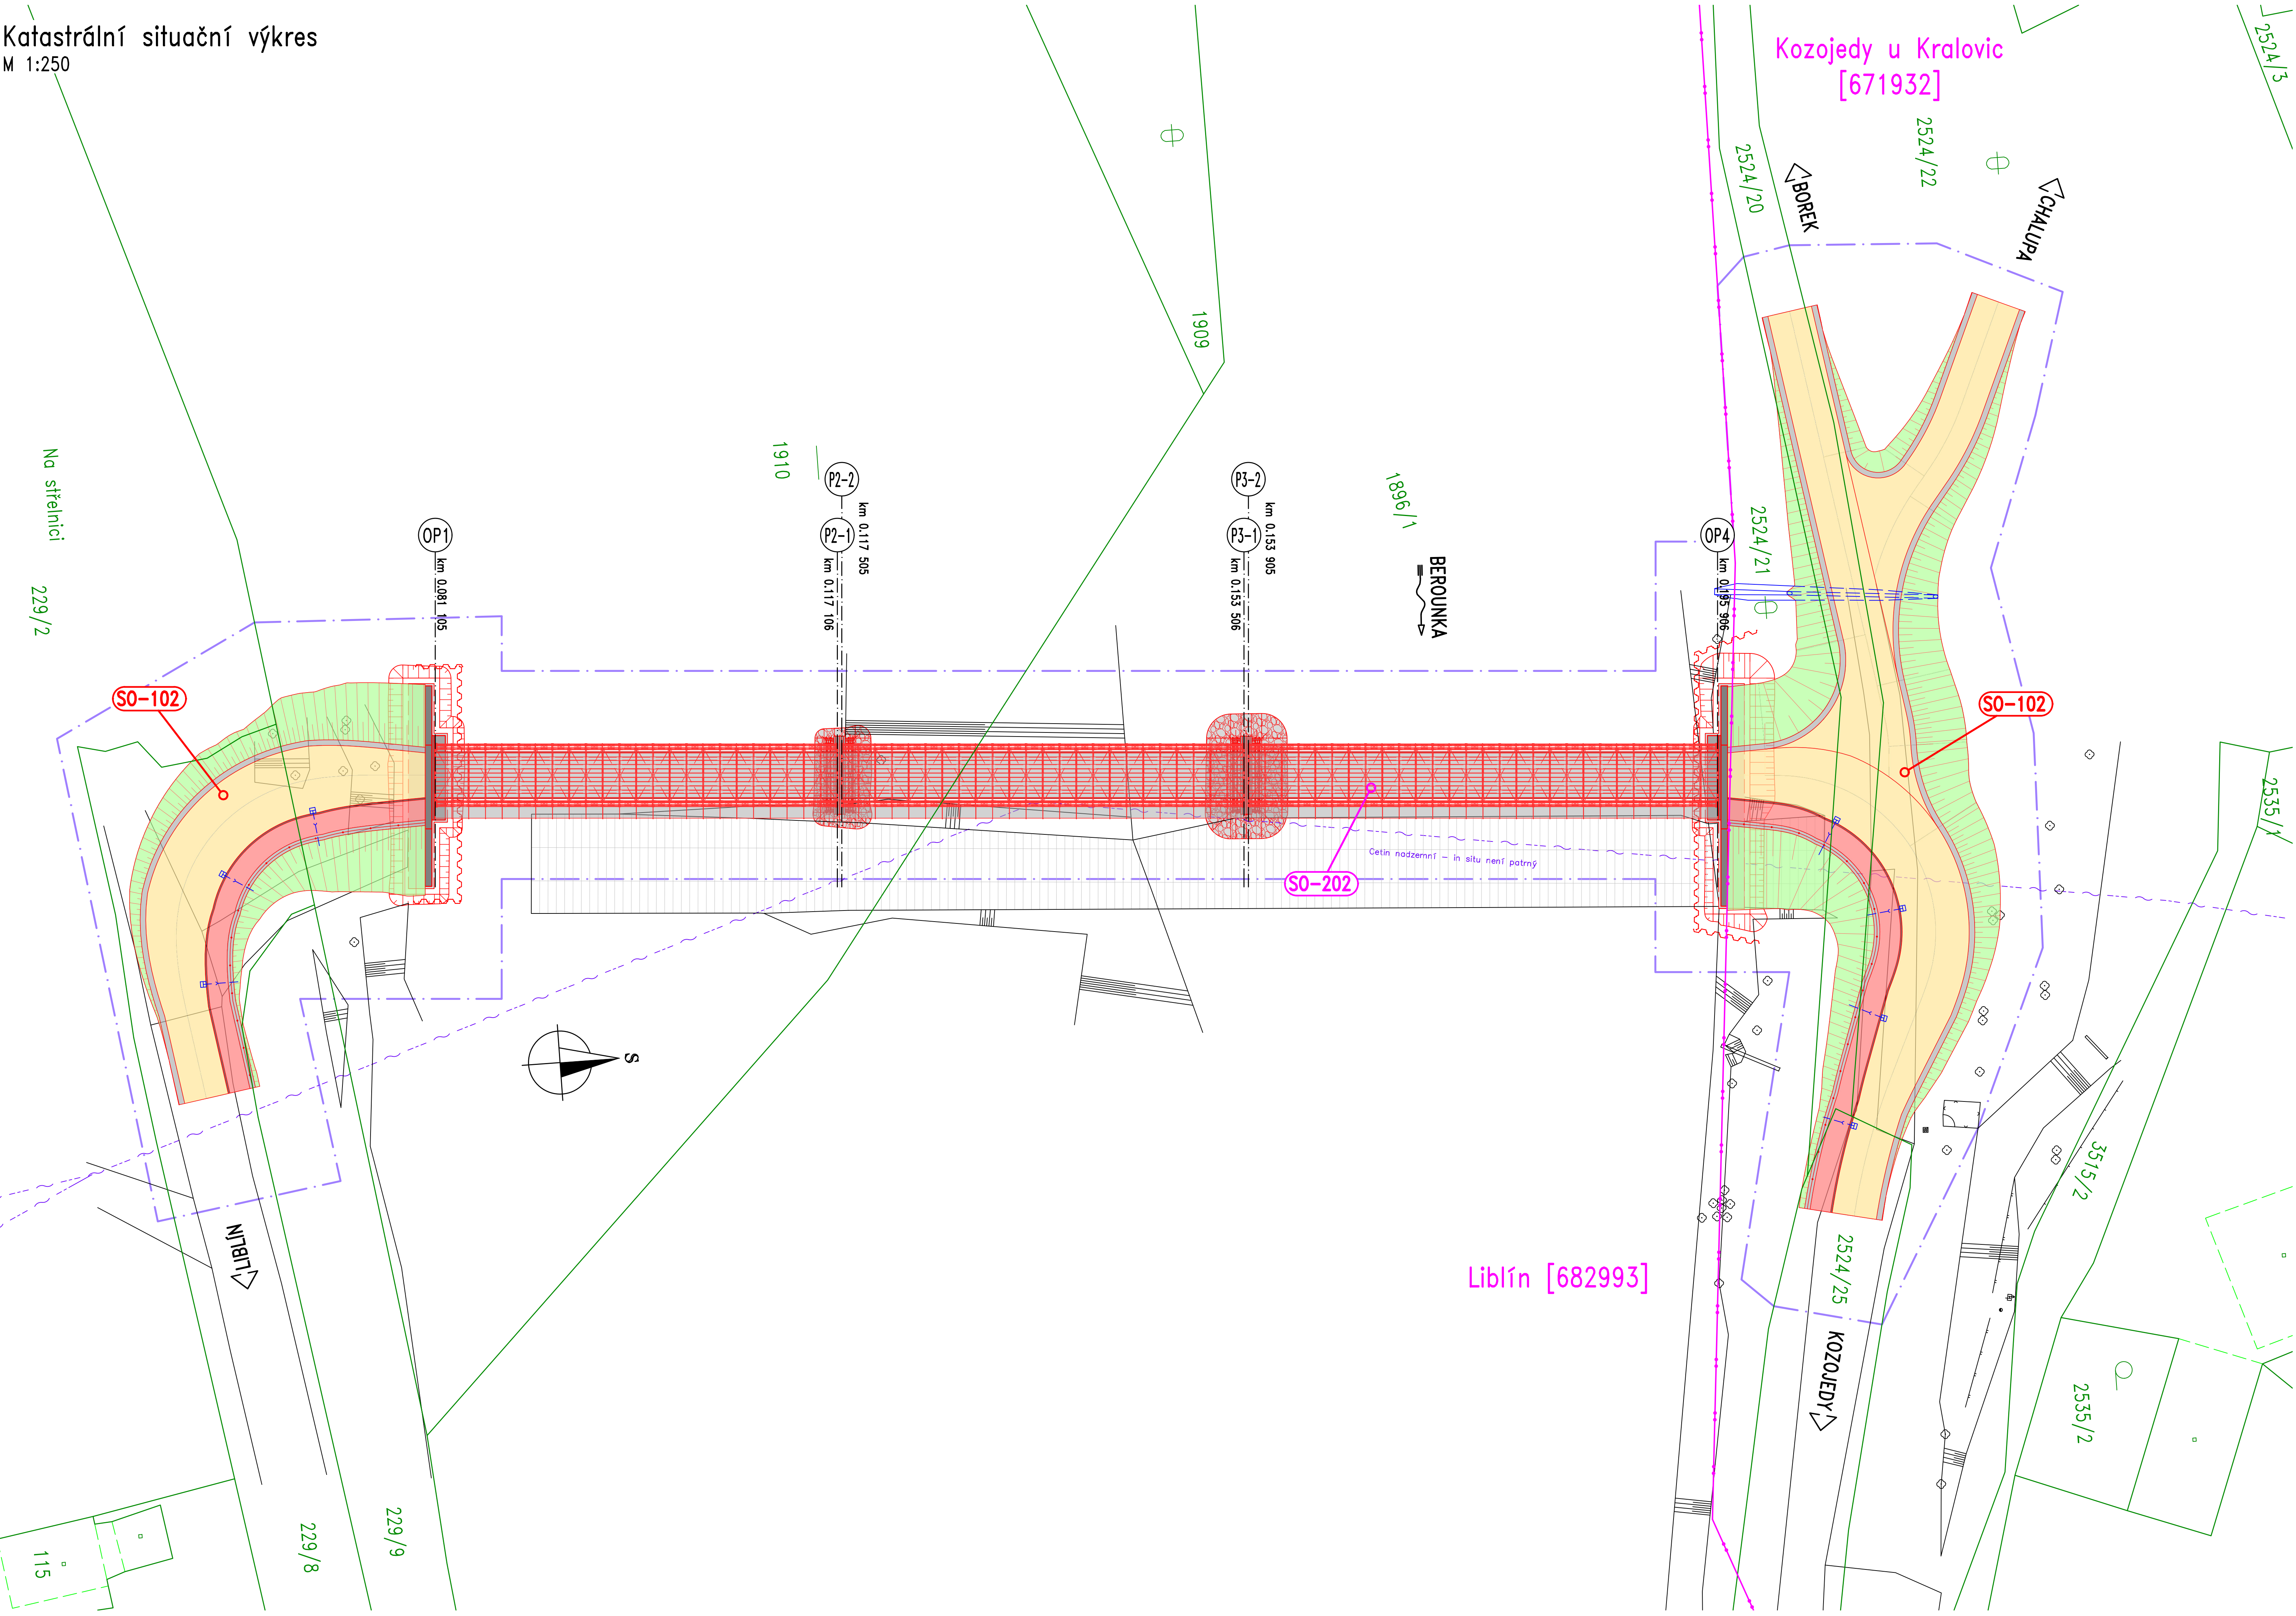 Katastrální situační výkres
M 1:250
Kozojedy u Kralovic
[671932]
2524/3
2524/22
2524/20
BOREK
CHALUPA
1909
Na střelnici
229/2
1910
P2-2
km 0.117 505
P2-1
km 0.117 106
P3-2
km 0.153 905
P3-1
km 0.153 506
OP1
km 0.081 105
OP4
km 0.195 906
1896/1
BEROUNKA
2524/21
SO-102
SO-102
SO-202
Cetin nadzemní – in situ není patrný
2535/1
S
3515/2
LIBLÍN
Liblín [682993]
2524/25
KOZOJEDY
2535/2
229/9
229/8
115